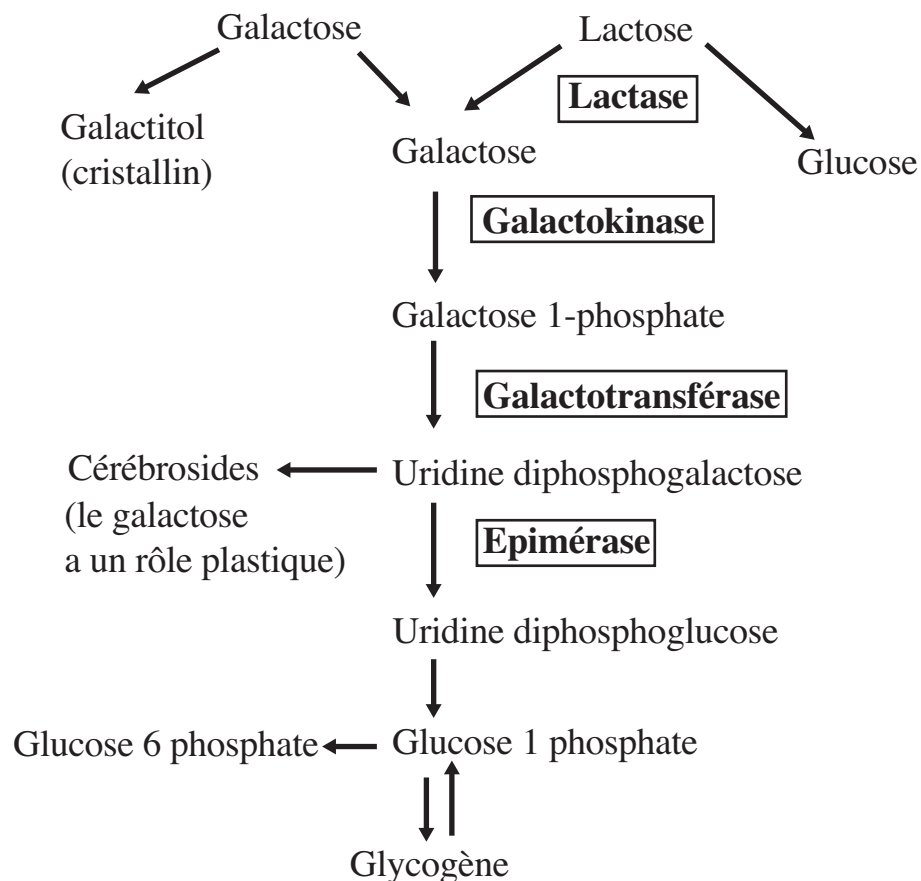 Galactose
Lactose
Lactase
Galactitol
(cristallin)
Galactose
Glucose
Galactokinase
Galactose 1-phosphate
Galactotransférase
Cérébrosides
(le galactose
a un rôle plastique)
Uridine diphosphogalactose
Epimérase
Uridine diphosphoglucose
Glucose 6 phosphate
Glucose 1 phosphate
Glycogène